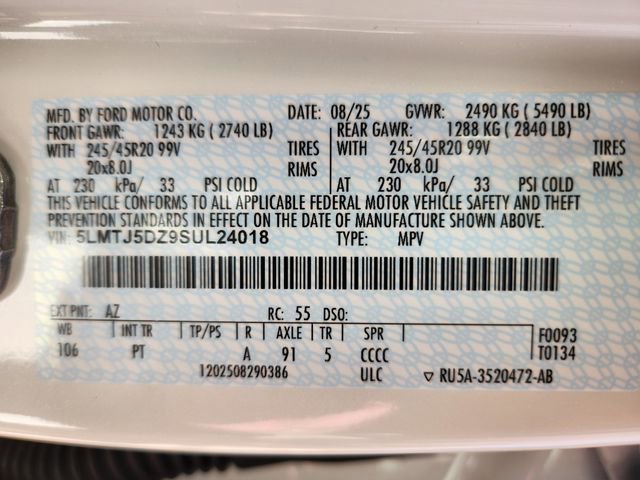 MFD. BY FORD MOTOR CO. DATE: 08/25 GVWR: 2490 KG ( 5490 LB)
FRONT GAWR: 1243 KG ( 2740 LB) REAR GAWR: 1288 KG ( 2840 LB)
WITH 245/45R20 99V TIRES WITH 245/45R20 99V TIRES
20x8.0J RIMS 20x8.0J RIMS
AT 230 kPa/ 33 PSI COLD AT 230 kPa/ 33 PSI COLD
THIS VEHICLE CONFORMS TO ALL APPLICABLE FEDERAL MOTOR VEHICLE SAFETY AND THEFT
PREVENTION STANDARDS IN EFFECT ON THE DATE OF MANUFACTURE SHOWN ABOVE.
VIN: 5LMTJ5DZ9SUL24018 TYPE: MPV
EXT PNT: AZ RC: 55 DSO:
WB INT TR TP/PS R AXLE TR SPR F0093
106 PT A 91 5 CCCC T0134
1202508290386 ULC ▽ RU5A-3520472-AB